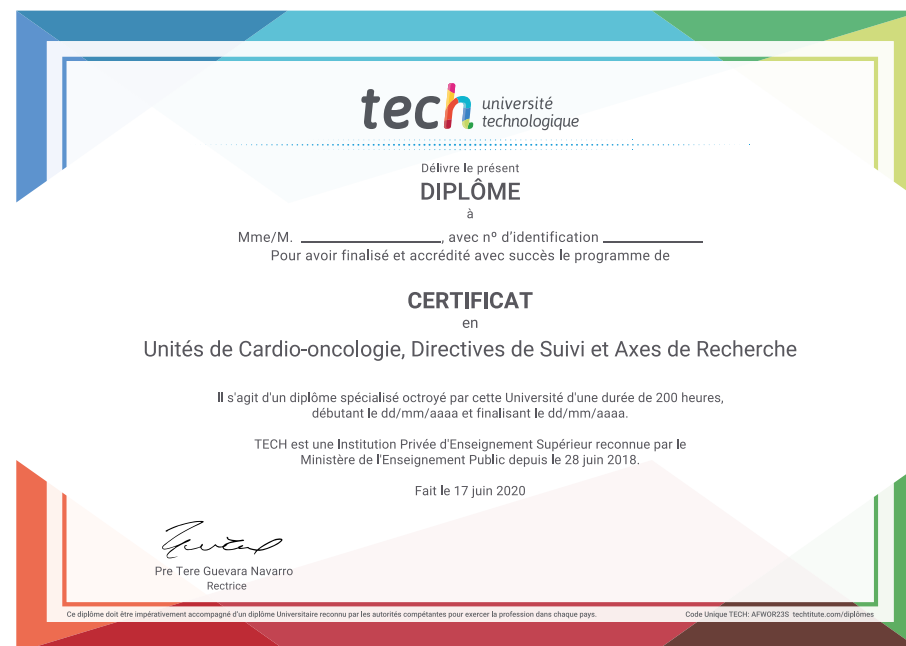 tech université
technologique
Délivre le présent
DIPLÔME
à
Mme/M. ____________________, avec nº d'identification ______________
Pour avoir finalisé et accrédité avec succès le programme de
CERTIFICAT
en
Unités de Cardio-oncologie, Directives de Suivi et Axes de Recherche
Il s'agit d'un diplôme spécialisé octroyé par cette Université d'une durée de 200 heures,
débutant le dd/mm/aaaa et finalisant le dd/mm/aaaa.
TECH est une Institution Privée d'Enseignement Supérieur reconnue par le
Ministère de l'Enseignement Public depuis le 28 juin 2018.
Fait le 17 juin 2020
Pre Tere Guevara Navarro
Rectrice
Ce diplôme doit être impérativement accompagné d'un diplôme Universitaire reconnu par les autorités compétentes pour exercer la profession dans chaque pays.
Code Unique TECH: AFWOR23S techtitute.com/diplômes